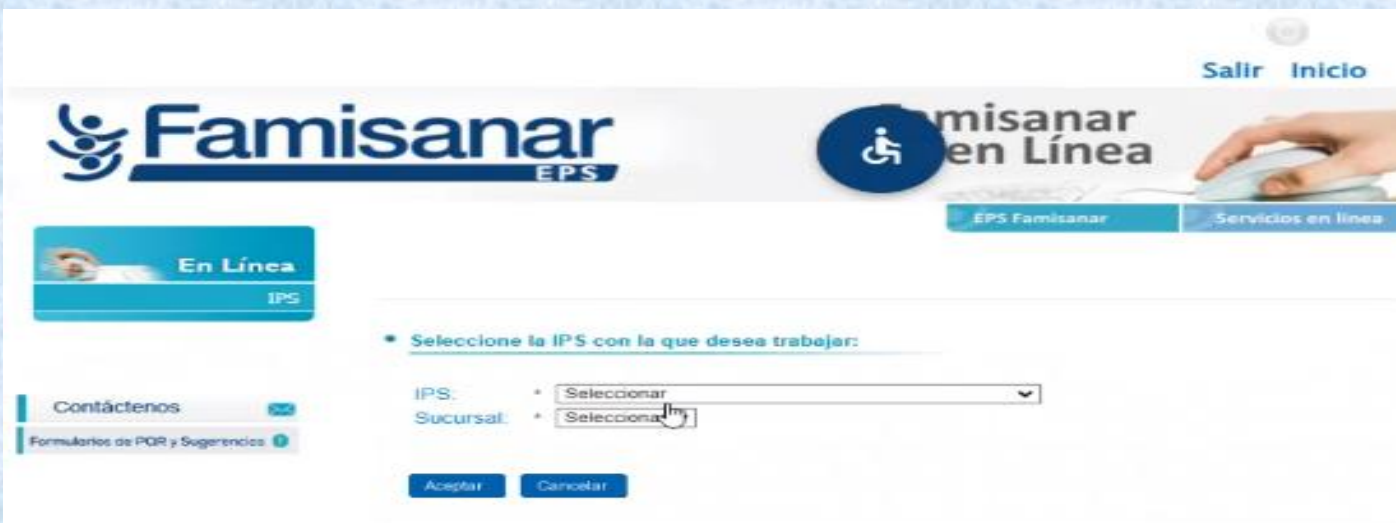 Salir Inicio
Famisanar
EPS
misanar
en Línea
EPS Famisanar
Servicios en línea
En Línea
IPS
Seleccione la IPS con la que desea trabajar:
IPS: * Seleccionar
Sucursal: *
Contáctenos
Formularios de PQR y Sugerencias
Aceptar Cancelar